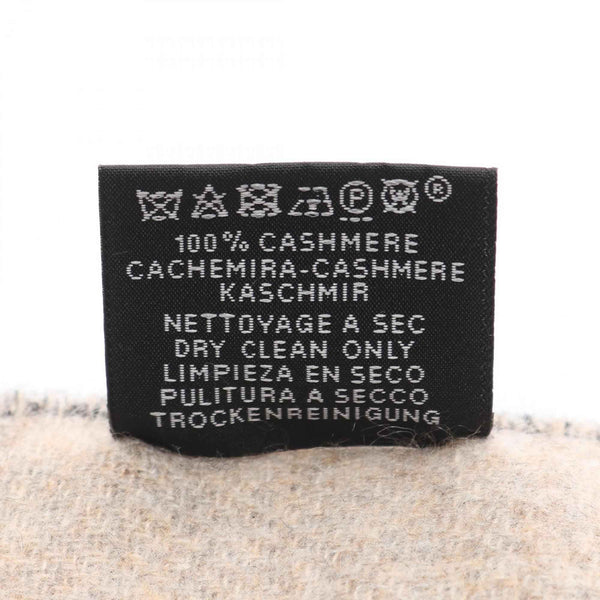 P ®
100% CASHMERE
CACHEMIRA-CASHMERE
KASCHMIR
NETTOYAGE A SEC
DRY CLEAN ONLY
LIMPIEZA EN SECO
PULITURA A SECCO
TROCKENREINIGUNG